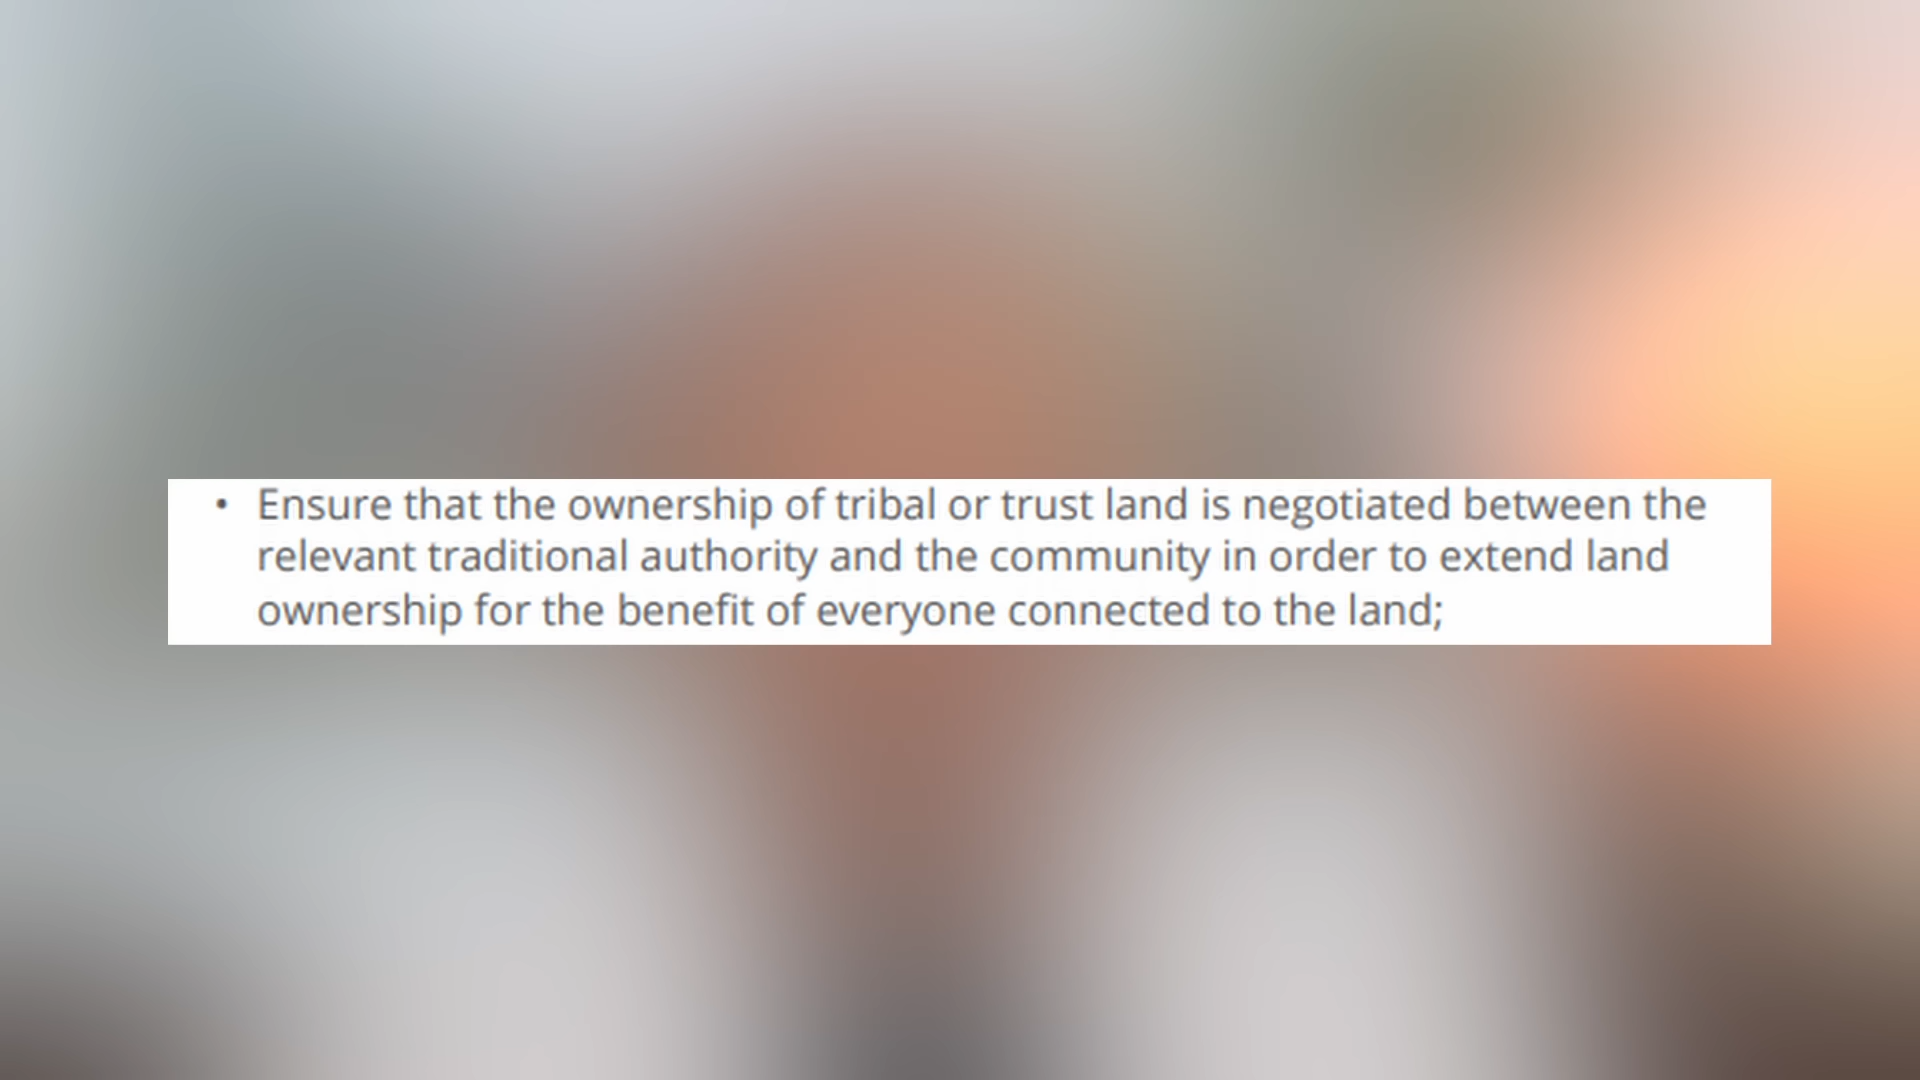 • Ensure that the ownership of tribal or trust land is negotiated between the
relevant traditional authority and the community in order to extend land
ownership for the benefit of everyone connected to the land;